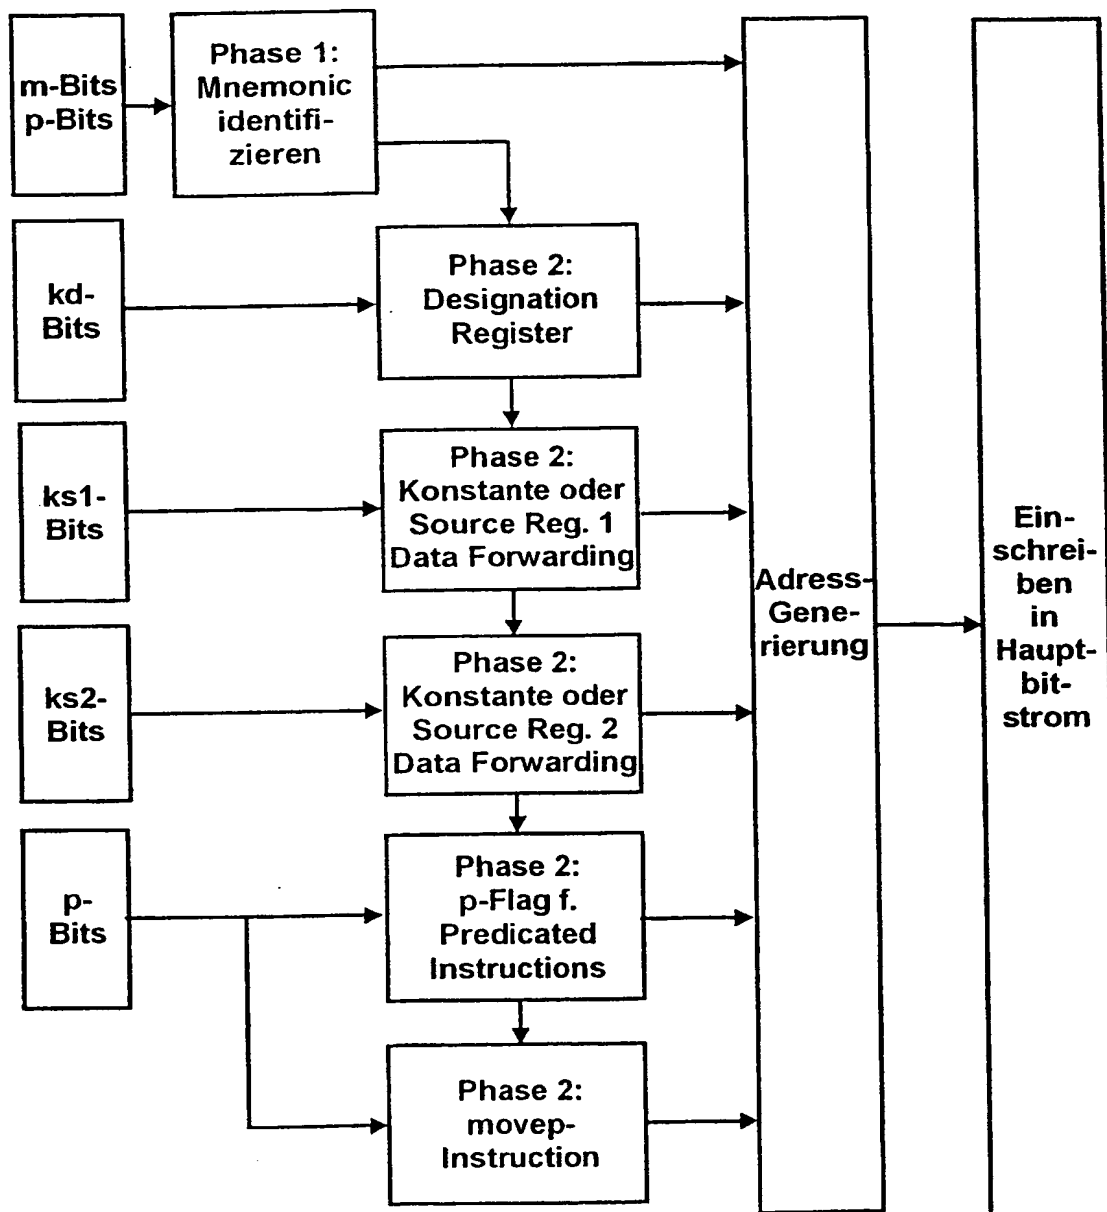 m-Bits
p-Bits
Phase 1:
Mnemonic
identifi-
zieren
kd-
Bits
Phase 2:
Designation
Register
ks1-
Bits
Phase 2:
Konstante oder
Source Reg. 1
Data Forwarding
ks2-
Bits
Phase 2:
Konstante oder
Source Reg. 2
Data Forwarding
p-
Bits
Phase 2:
p-Flag f.
Predicated
Instructions
Phase 2:
movep-
Instruction
Adress-
Gene-
rierung
Ein-
schrei-
ben
in
Haupt-
bit-
strom